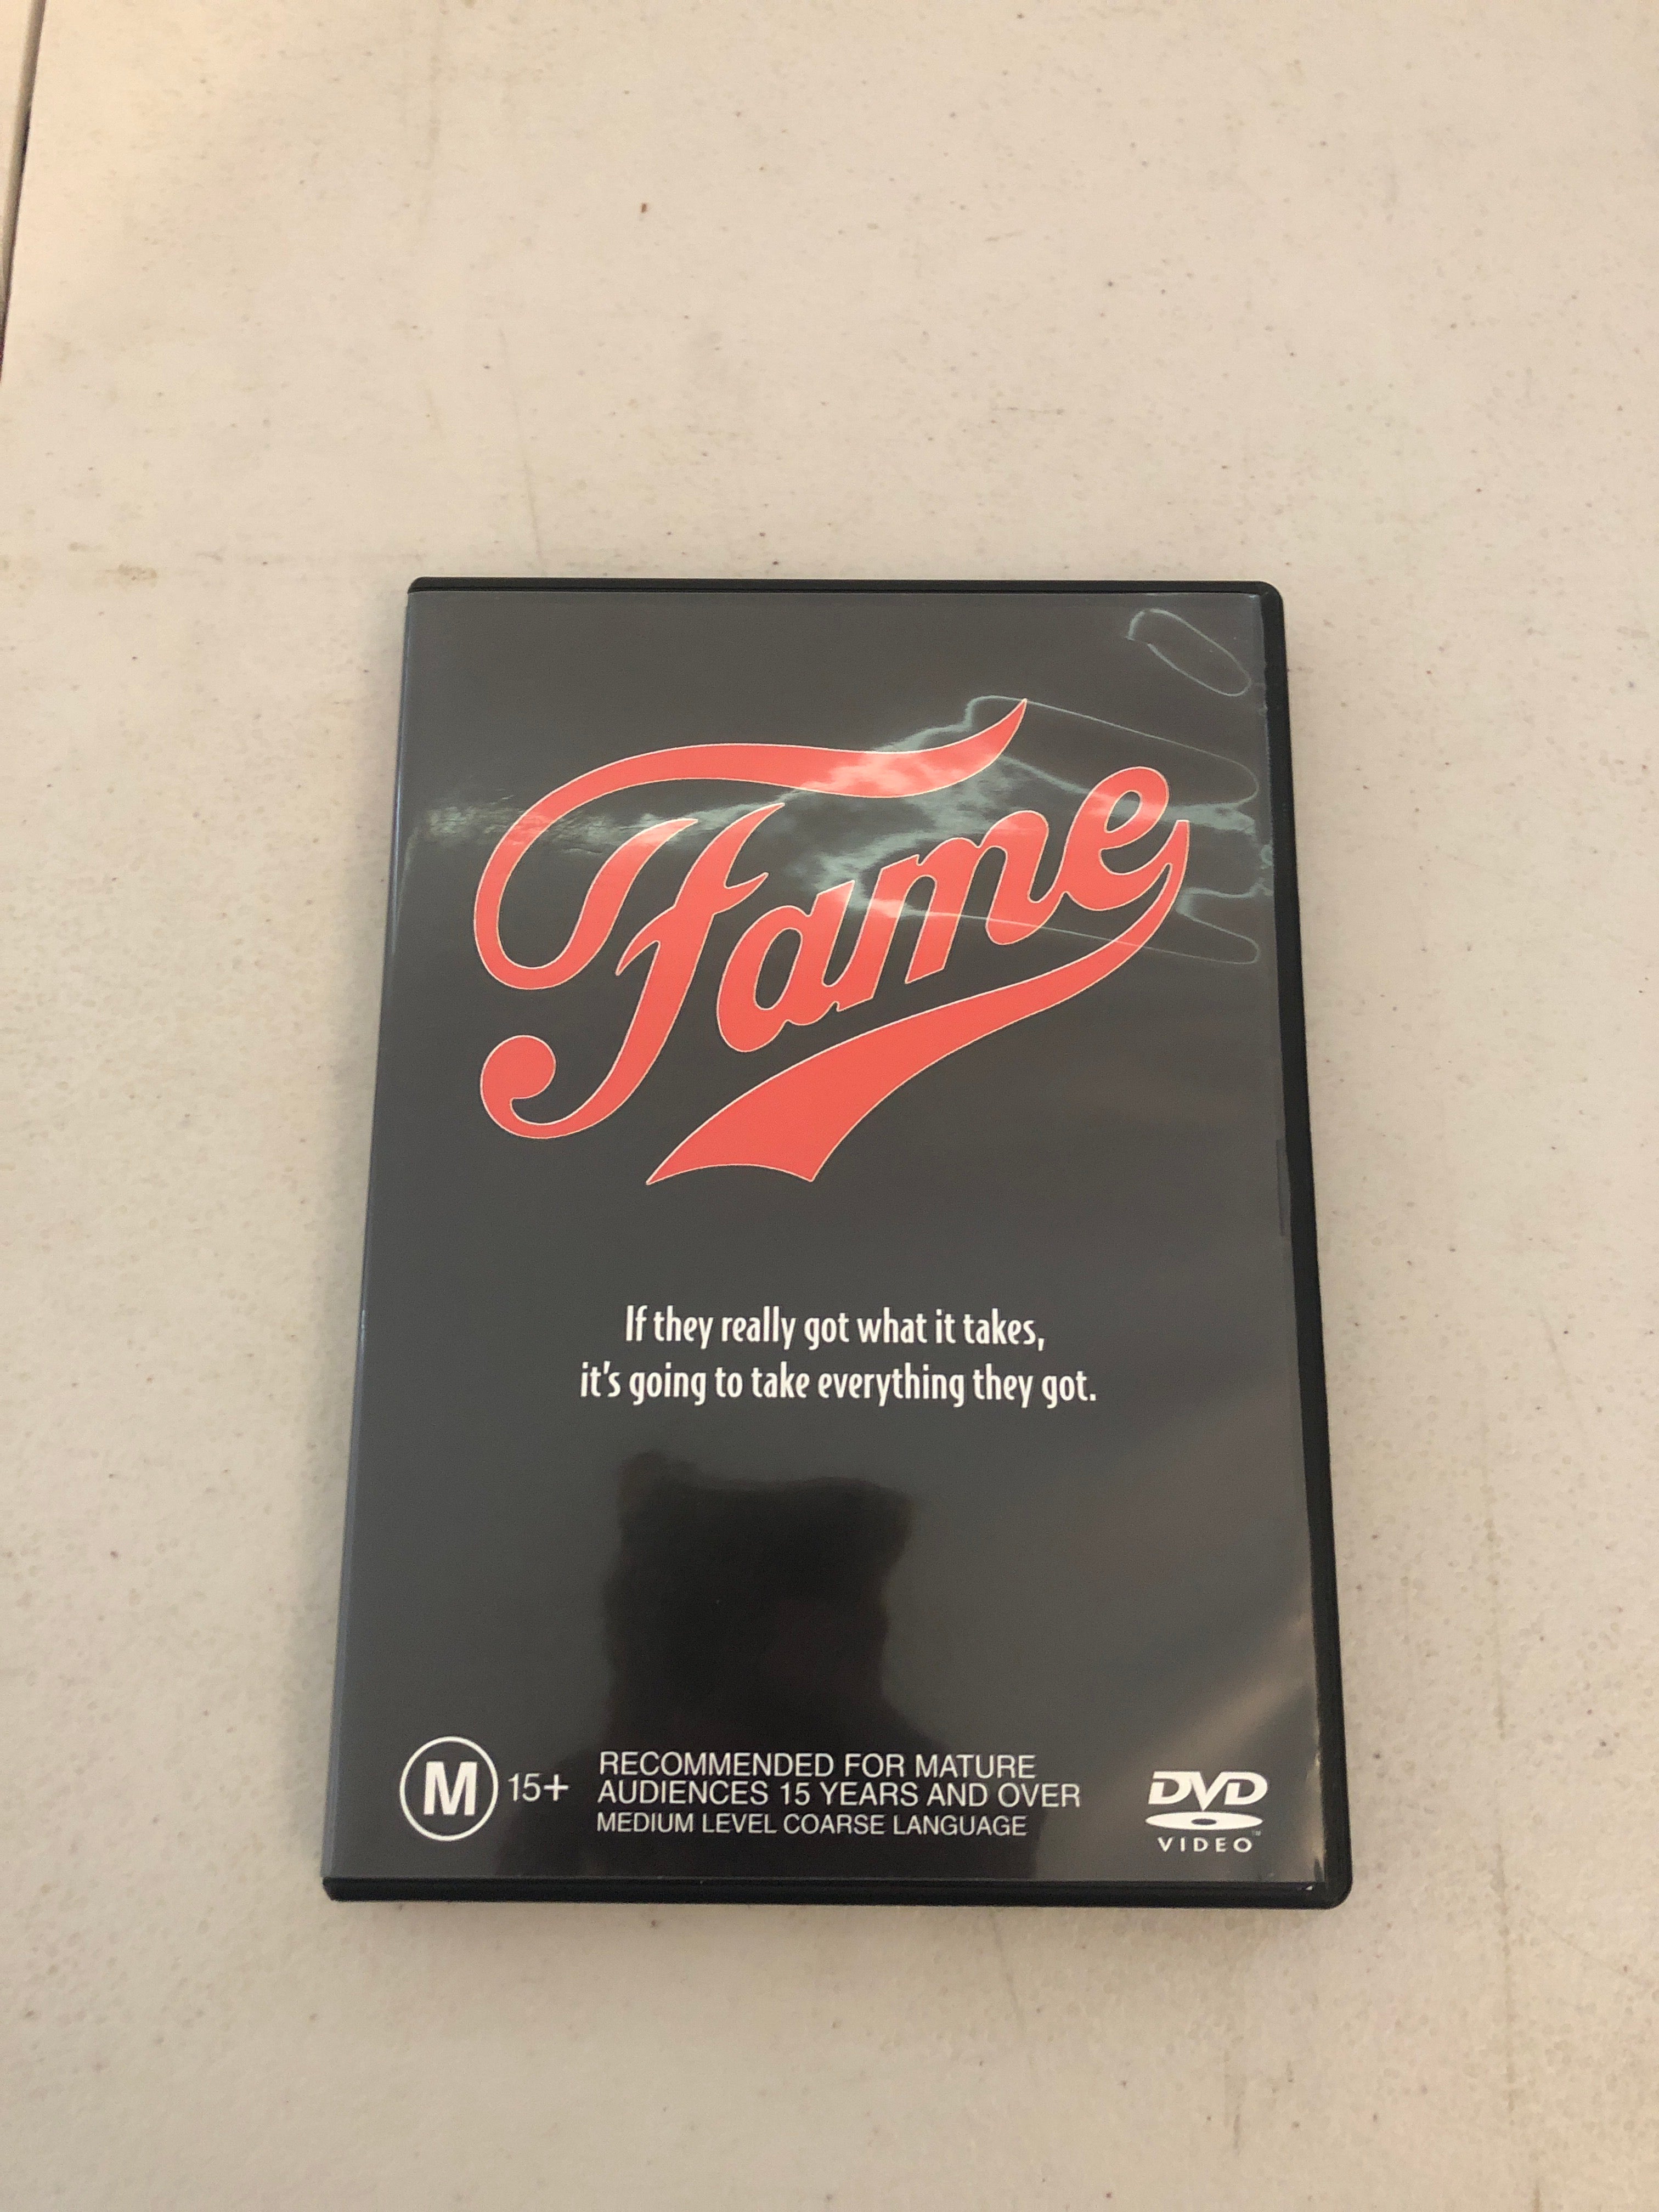 Fame
If they really got what it takes,
it's going to take everything they got.
M 15+
RECOMMENDED FOR MATURE
AUDIENCES 15 YEARS AND OVER
MEDIUM LEVEL COARSE LANGUAGE
DVD
VIDEO™